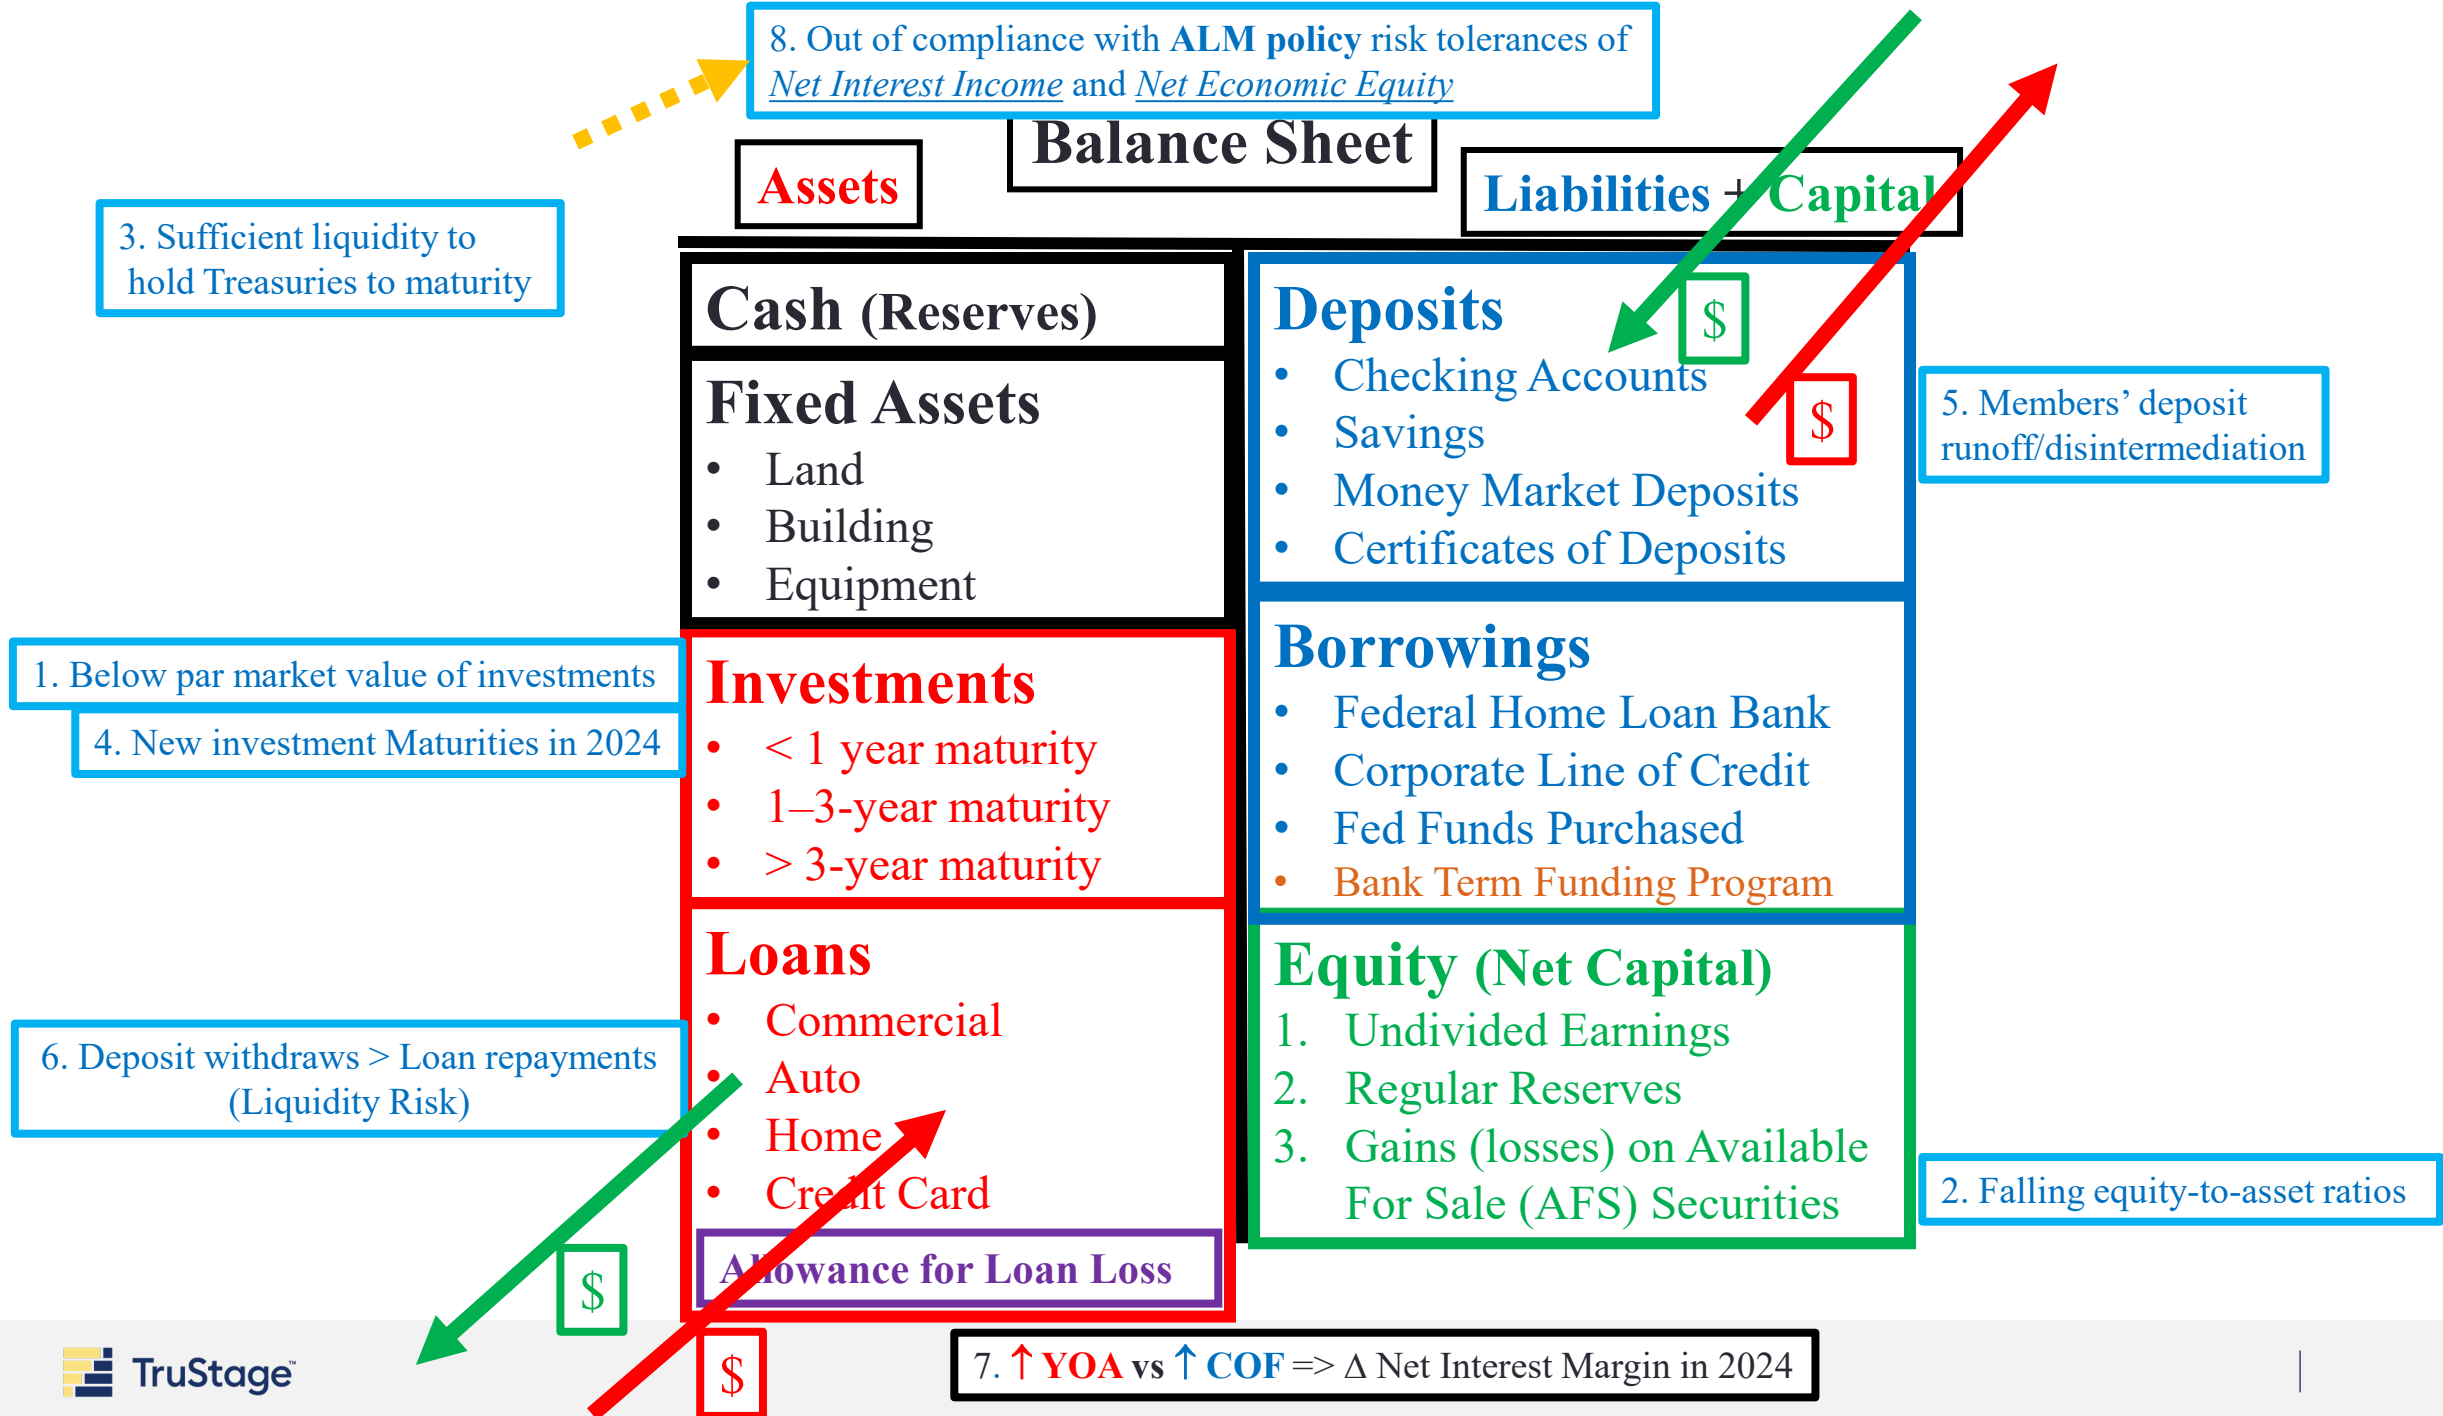 8. Out of compliance with ALM policy risk tolerances of
Net Interest Income and Net Economic Equity
Balance Sheet
Assets
Liabilities + Capital
3. Sufficient liquidity to
hold Treasuries to maturity
Cash (Reserves)
Fixed Assets
• Land
• Building
• Equipment
1. Below par market value of investments
4. New investment Maturities in 2024
Investments
• < 1 year maturity
• 1–3-year maturity
• > 3-year maturity
Loans
• Commercial
• Auto
• Home
• Credit Card
Allowance for Loan Loss
6. Deposit withdraws > Loan repayments
(Liquidity Risk)
$
$
Deposits
• Checking Accounts
• Savings
• Money Market Deposits
• Certificates of Deposits
$
$
5. Members’ deposit
runoff/disintermediation
Borrowings
• Federal Home Loan Bank
• Corporate Line of Credit
• Fed Funds Purchased
• Bank Term Funding Program
Equity (Net Capital)
1. Undivided Earnings
2. Regular Reserves
3. Gains (losses) on Available
For Sale (AFS) Securities
2. Falling equity-to-asset ratios
TruStage™
7. ↑ YOA vs ↑ COF => Δ Net Interest Margin in 2024